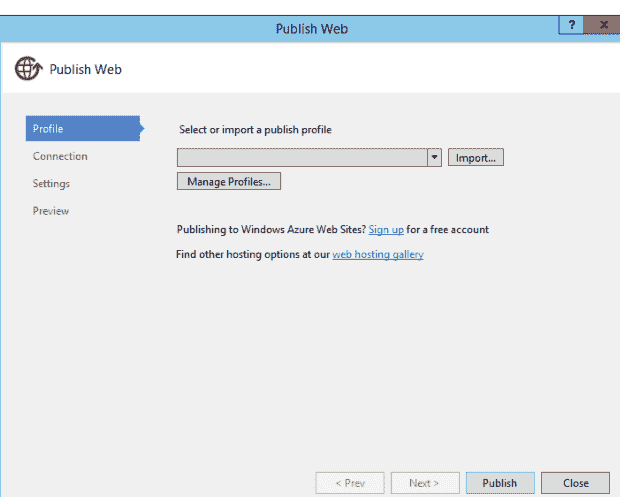 Publish Web
?
x
Publish Web
Profile
Connection
Settings
Preview
Select or import a publish profile
Import...
Manage Profiles...
Publishing to Windows Azure Web Sites? Sign up for a free account
Find other hosting options at our web hosting gallery
< Prev
Next >
Publish
Close